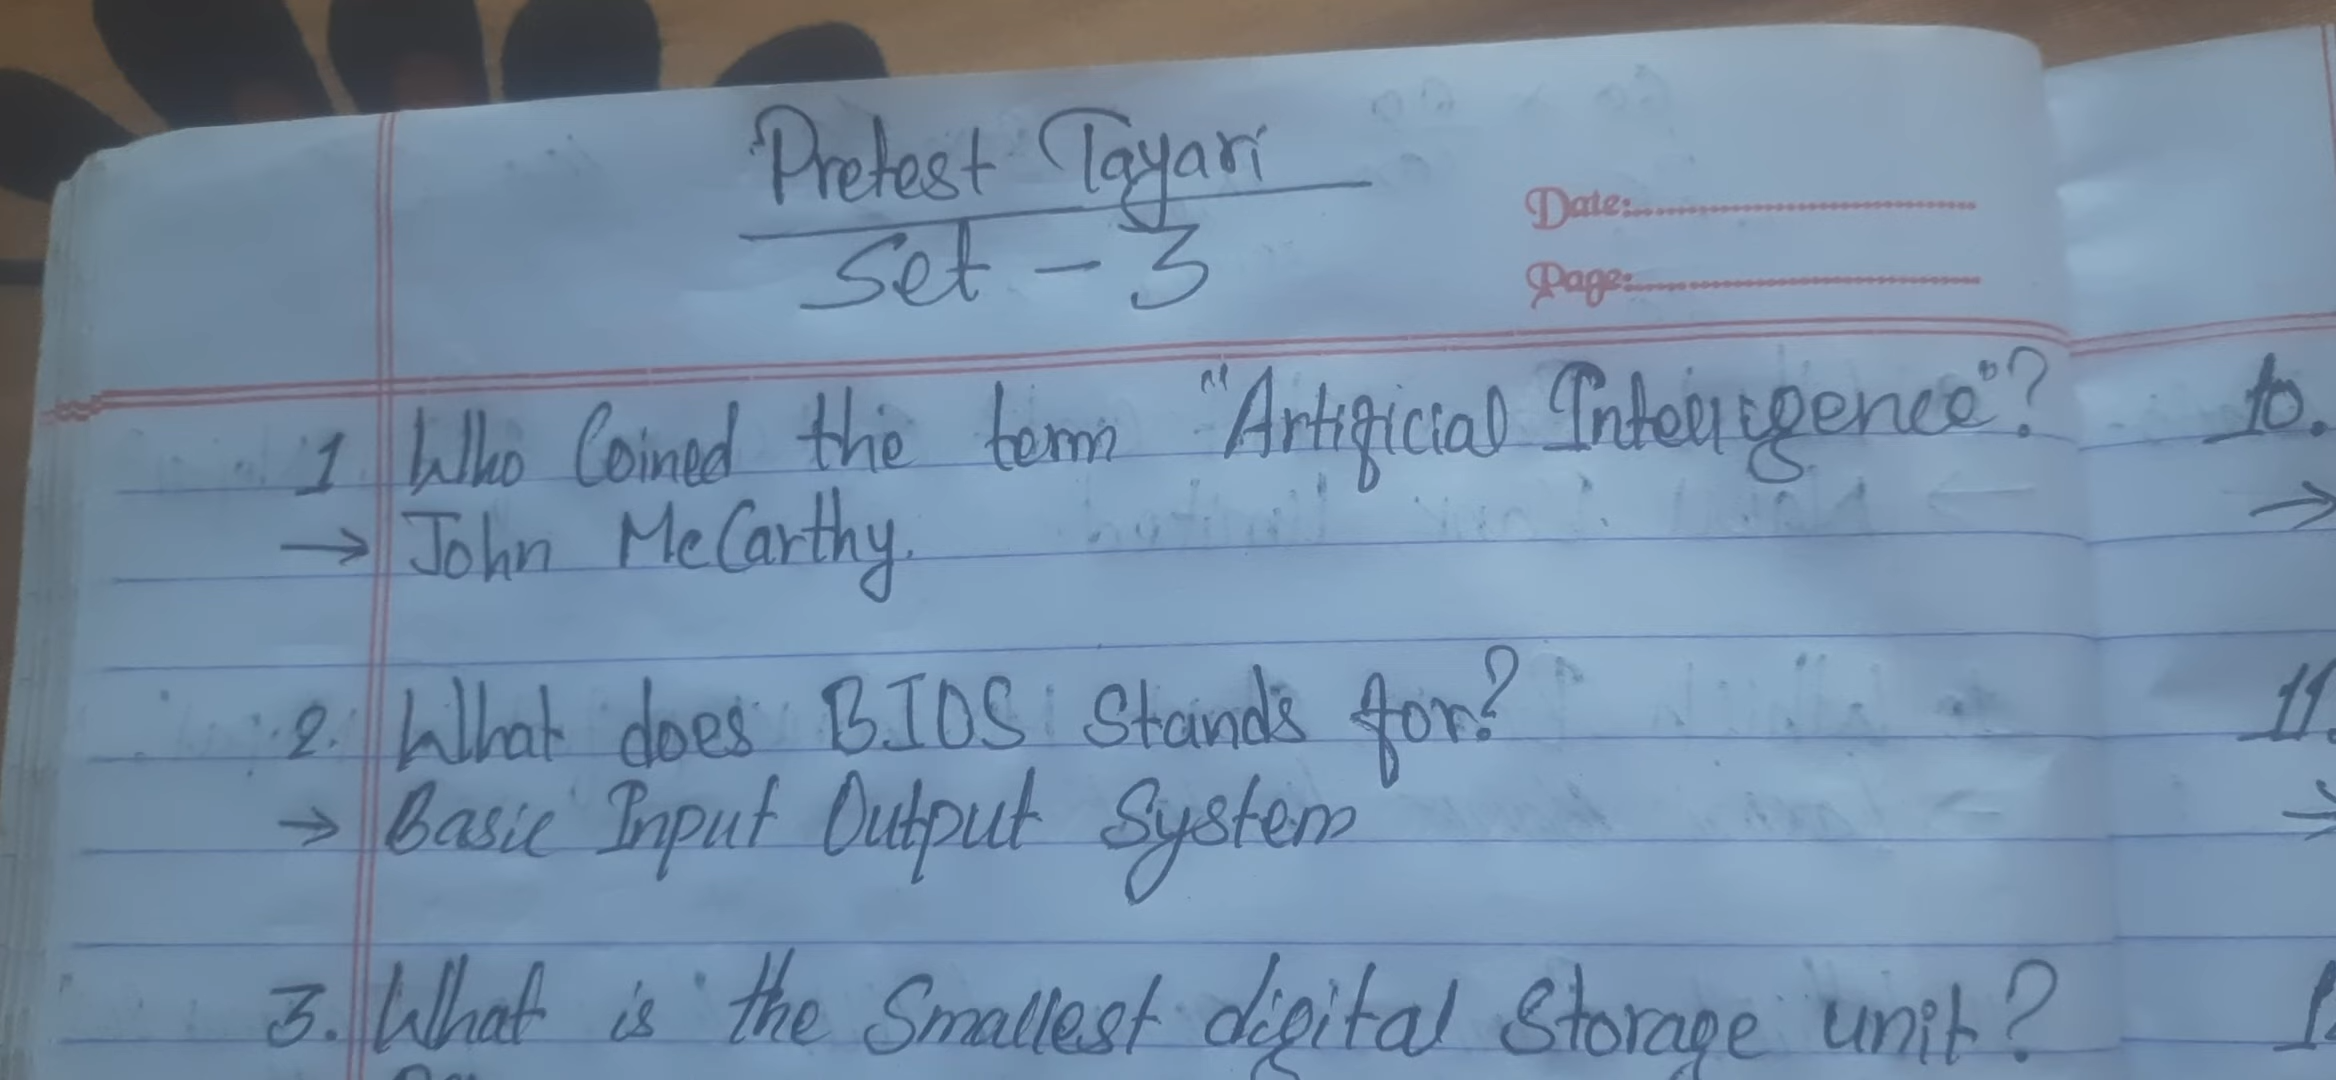 Pretest Tayari
Set - 3
Date:
Page:
1 Who Coined the term "Artificial Intelligence"?
→ John McCarthy.
2. What does BIOS Stands for?
→ Basic Input Output System
3. What is the Smallest digital Storage unit?
10.
→
11.
→